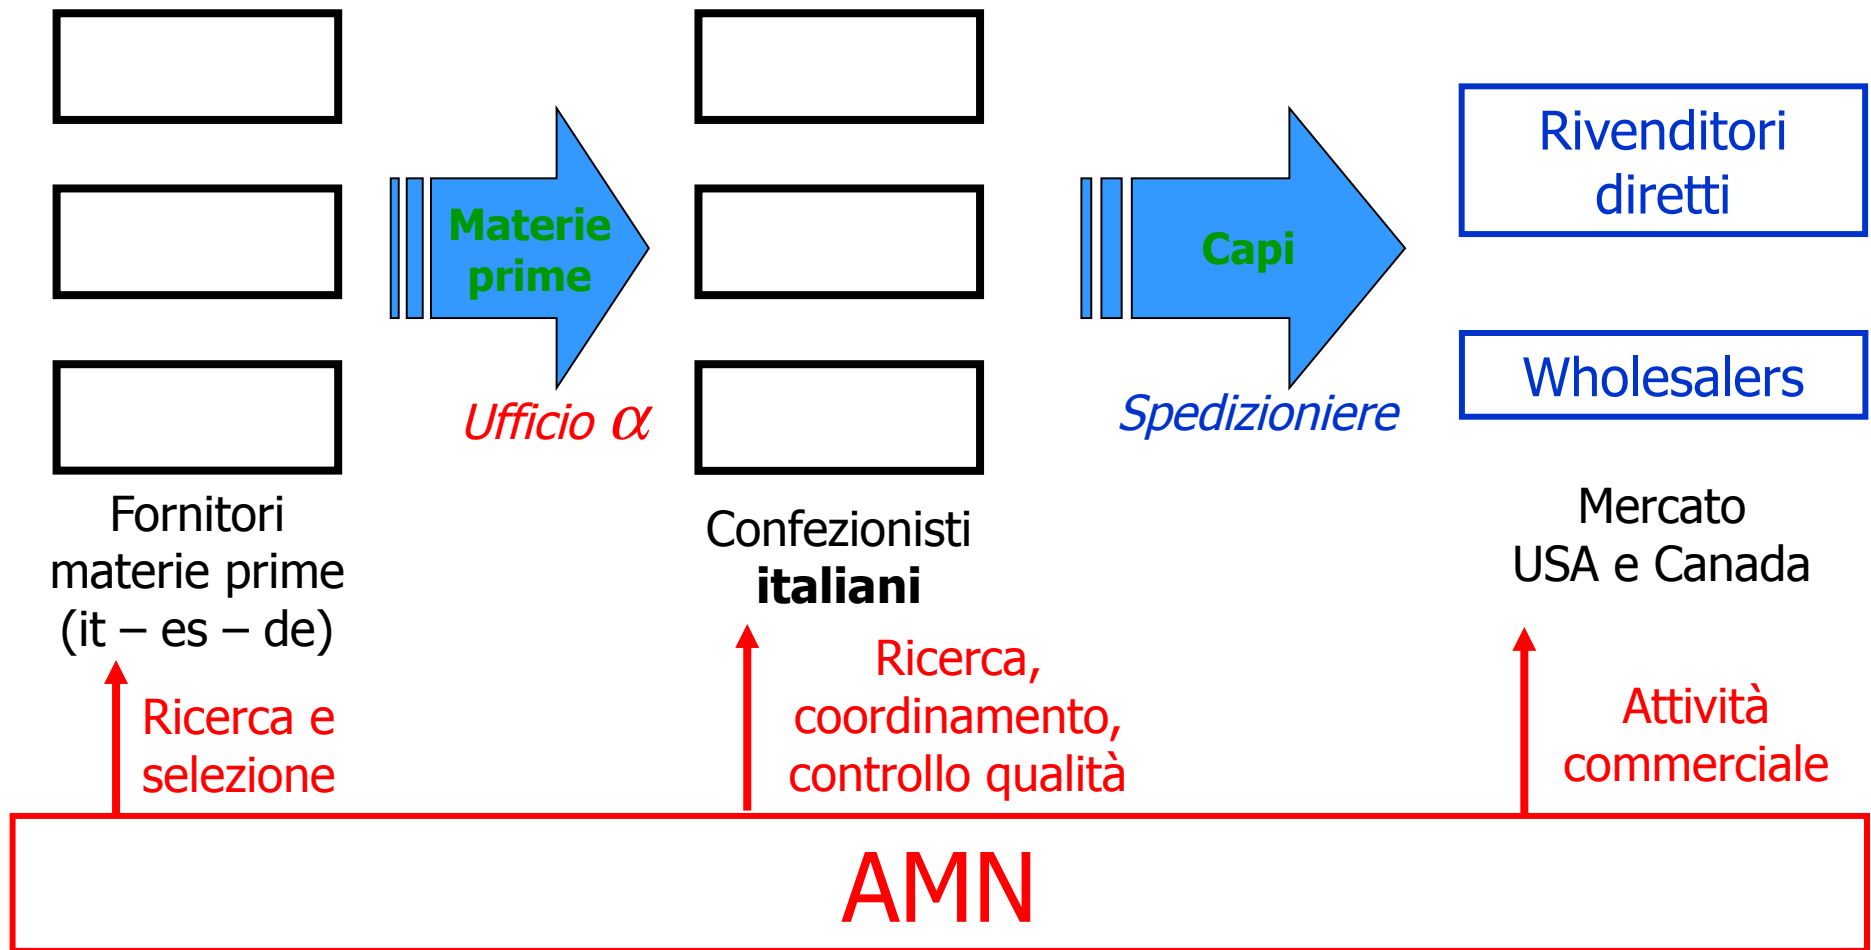 Materie
prime
Ufficio α
Capi
Spedizioniere
Rivenditori
diretti
Wholesalers
Fornitori
materie prime
(it – es – de)
Confezionisti
italiani
Mercato
USA e Canada
Ricerca e
selezione
Ricerca,
coordinamento,
controllo qualità
Attività
commerciale
AMN